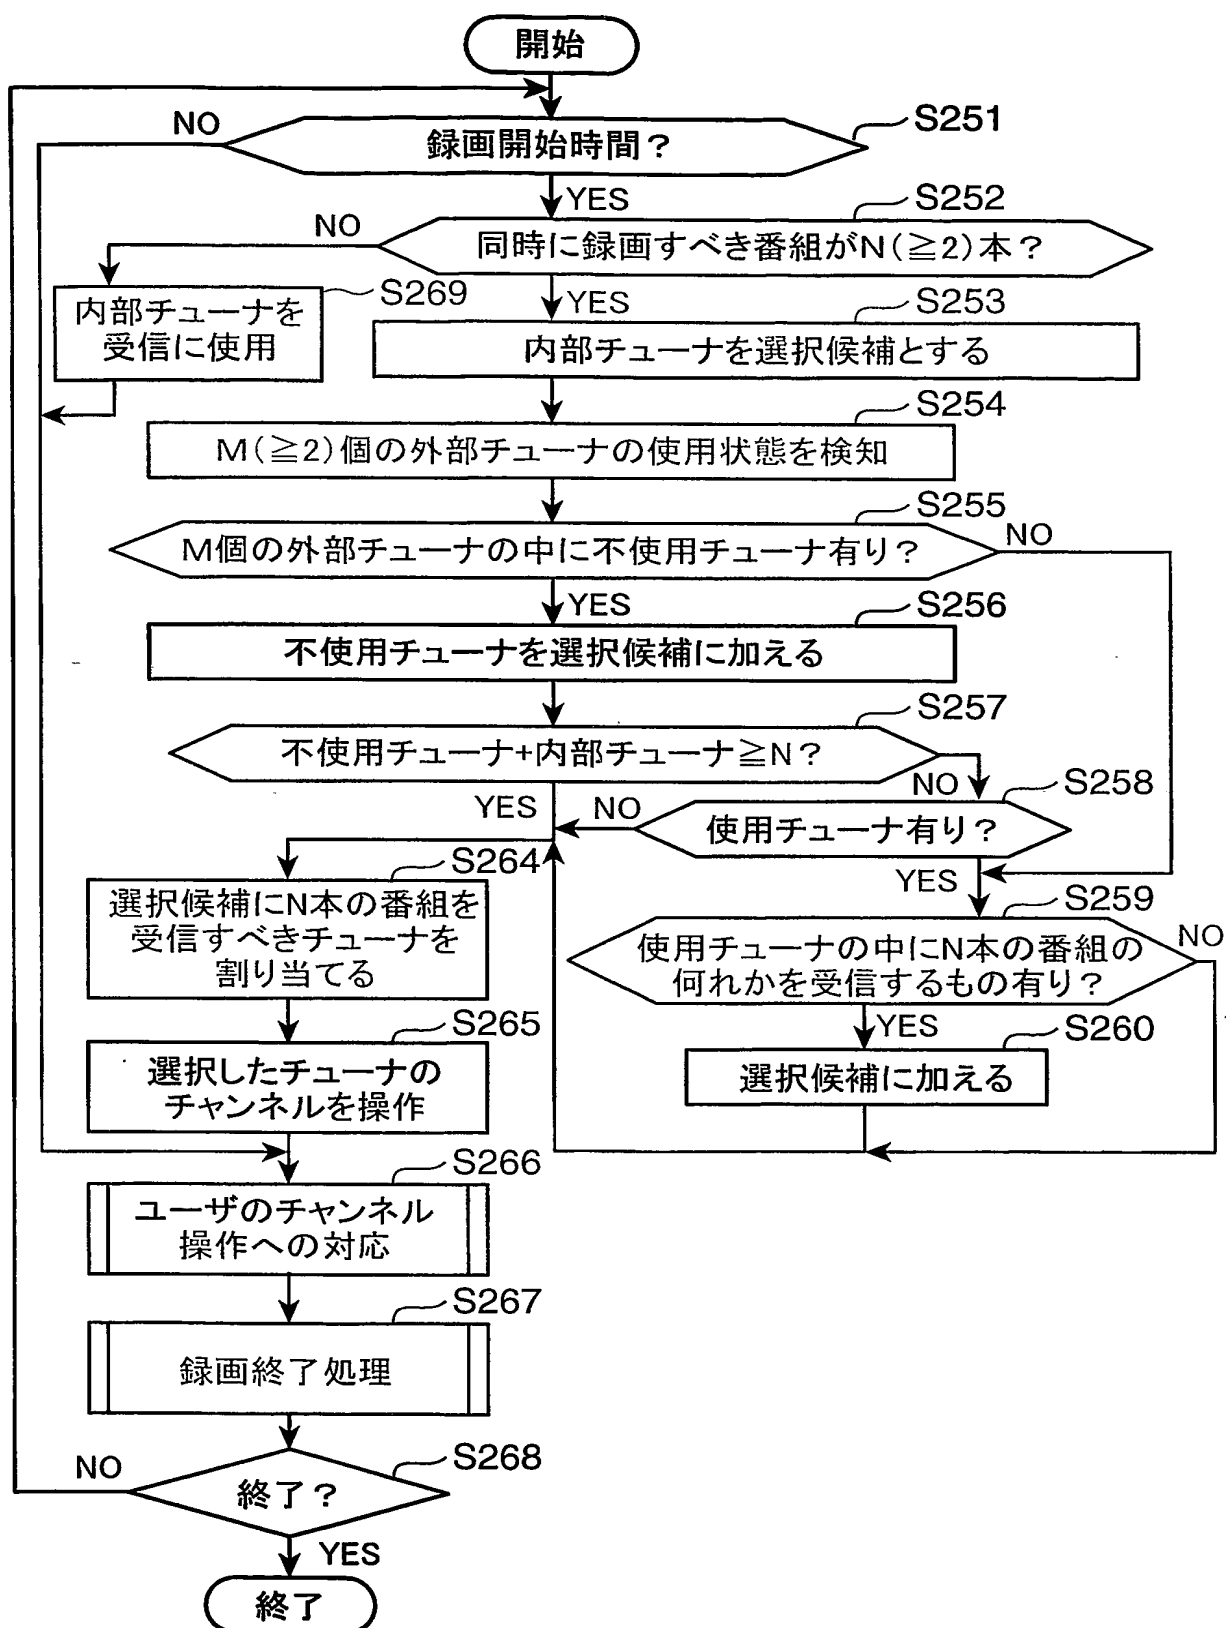 開始
NO
録画開始時間?
S251
YES
S252
NO
同時に録画すべき番組がN(≧2)本?
S269
YES
S253
内部チューナを
受信に使用
内部チューナを選択候補とする
S254
M(≧2)個の外部チューナの使用状態を検知
S255
M個の外部チューナの中に不使用チューナ有り?
NO
YES
S256
不使用チューナを選択候補に加える
S257
不使用チューナ+内部チューナ≧N?
YES
NO
NO
S258
使用チューナ有り?
S264
YES
選択候補にN本の番組を
受信すべきチューナを
割り当てる
S259
使用チューナの中にN本の番組の
何れかを受信するもの有り?
NO
S265
YES
S260
選択したチューナの
チャンネルを操作
選択候補に加える
S266
ユーザのチャンネル
操作への対応
S267
録画終了処理
NO
S268
終了?
YES
終了